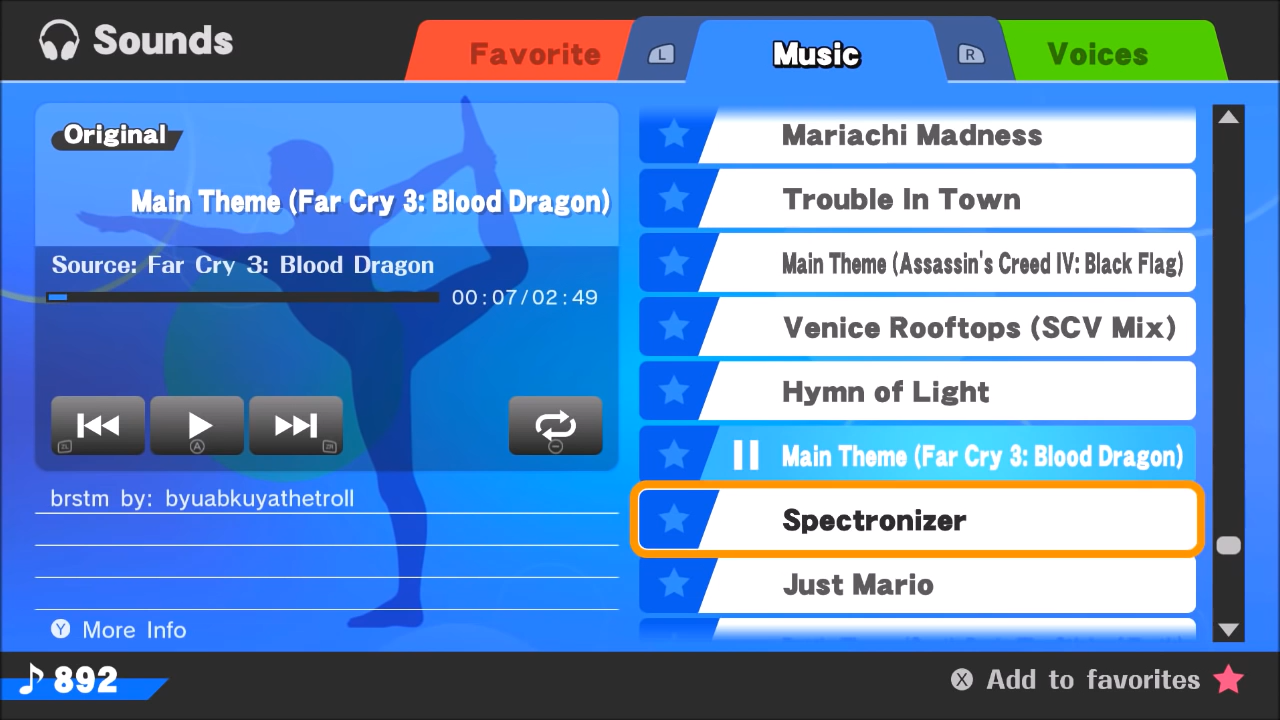 Sounds
Favorite
L
Music
R
Voices
Original
Main Theme (Far Cry 3: Blood Dragon)
Source: Far Cry 3: Blood Dragon
00:07/02:49
ZL
A
ZR
brstm by: byuabkuyathetroll
Y More Info
Mariachi Madness
Trouble In Town
Main Theme (Assassin's Creed IV: Black Flag)
Venice Rooftops (SCV Mix)
Hymn of Light
Main Theme (Far Cry 3: Blood Dragon)
Spectronizer
Just Mario
892
X Add to favorites